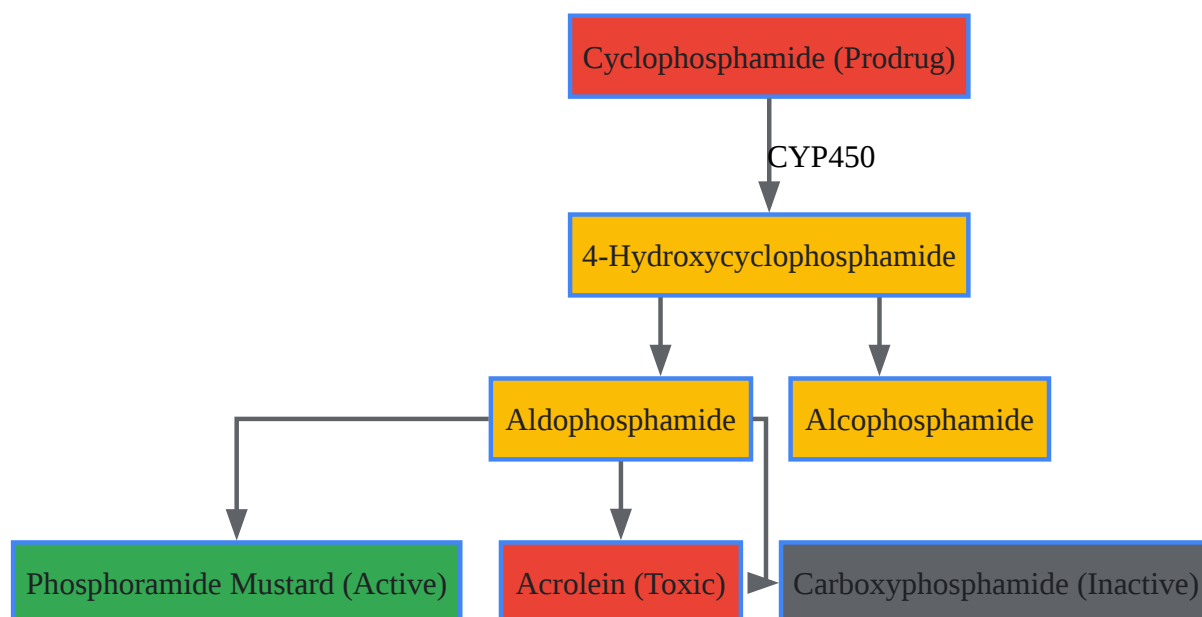 Cyclophosphamide (Prodrug)
CYP450
4-Hydroxycyclophosphamide
Aldophosphamide
Alcophosphamide
Phosphoramide Mustard (Active)
Acrolein (Toxic)
Carboxyphosphamide (Inactive)